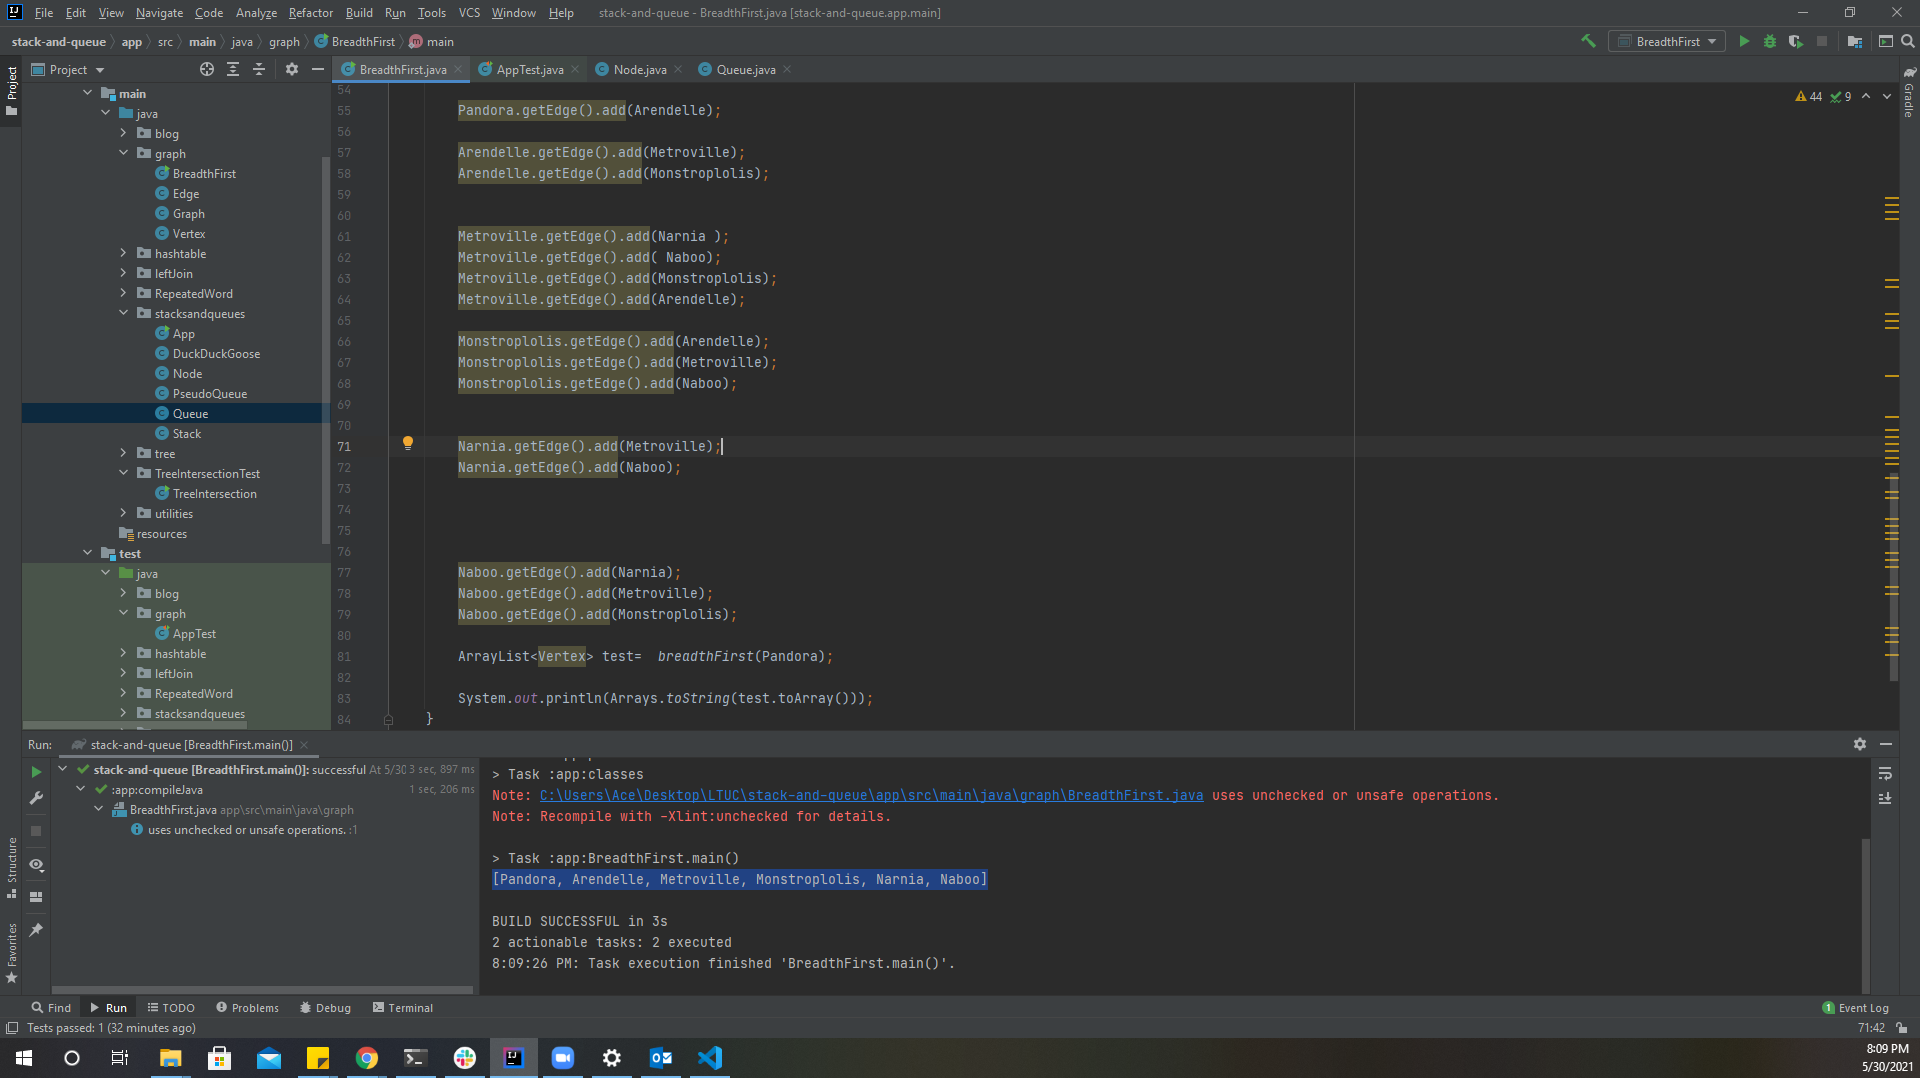 File Edit View Navigate Code Analyze Refactor Build Run Tools VCS Window Help stack-and-queue - BreadthFirst.java [stack-and-queue.app.main]
stack-and-queue app src main java graph BreadthFirst main BreadthFirst
Project
BreadthFirst.java AppTest.java Node.java Queue.java
Project
Gradle
44 9
main
java
blog
graph
BreadthFirst
Edge
Graph
Vertex
hashtable
leftJoin
RepeatedWord
stacksandqueues
App
DuckDuckGoose
Node
PseudoQueue
Queue
Stack
tree
TreeIntersectionTest
TreeIntersection
utilities
resources
test
java
blog
graph
AppTest
hashtable
leftJoin
RepeatedWord
stacksandqueues
54
55 Pandora.getEdge().add(Arendelle);
56
57 Arendelle.getEdge().add(Metroville);
58 Arendelle.getEdge().add(Monstroplolis);
59
60
61 Metroville.getEdge().add(Narnia );
62 Metroville.getEdge().add( Naboo);
63 Metroville.getEdge().add(Monstroplolis);
64 Metroville.getEdge().add(Arendelle);
65
66 Monstroplolis.getEdge().add(Arendelle);
67 Monstroplolis.getEdge().add(Metroville);
68 Monstroplolis.getEdge().add(Naboo);
69
70
71 Narnia.getEdge().add(Metroville);
72 Narnia.getEdge().add(Naboo);
73
74
75
76
77 Naboo.getEdge().add(Narnia);
78 Naboo.getEdge().add(Metroville);
79 Naboo.getEdge().add(Monstroplolis);
80
81 ArrayList<Vertex> test=  breadthFirst(Pandora);
82
83 System.out.println(Arrays.toString(test.toArray()));
84 }
Run: stack-and-queue [BreadthFirst.main()]
stack-and-queue [BreadthFirst.main()]: successful At 5/30 3 sec, 897 ms
:app:compileJava 1 sec, 206 ms
BreadthFirst.java app\src\main\java\graph
uses unchecked or unsafe operations. :1
> Task :app:classes
Note: C:\Users\Ace\Desktop\LTUC\stack-and-queue\app\src\main\java\graph\BreadthFirst.java uses unchecked or unsafe operations.
Note: Recompile with -Xlint:unchecked for details.
> Task :app:BreadthFirst.main()
[Pandora, Arendelle, Metroville, Monstroplolis, Narnia, Naboo]
BUILD SUCCESSFUL in 3s
2 actionable tasks: 2 executed
8:09:26 PM: Task execution finished 'BreadthFirst.main()'.
Structure
Favorites
Find Run TODO Problems Debug Terminal 1 Event Log
Tests passed: 1 (32 minutes ago) 71:42
8:09 PM
5/30/2021